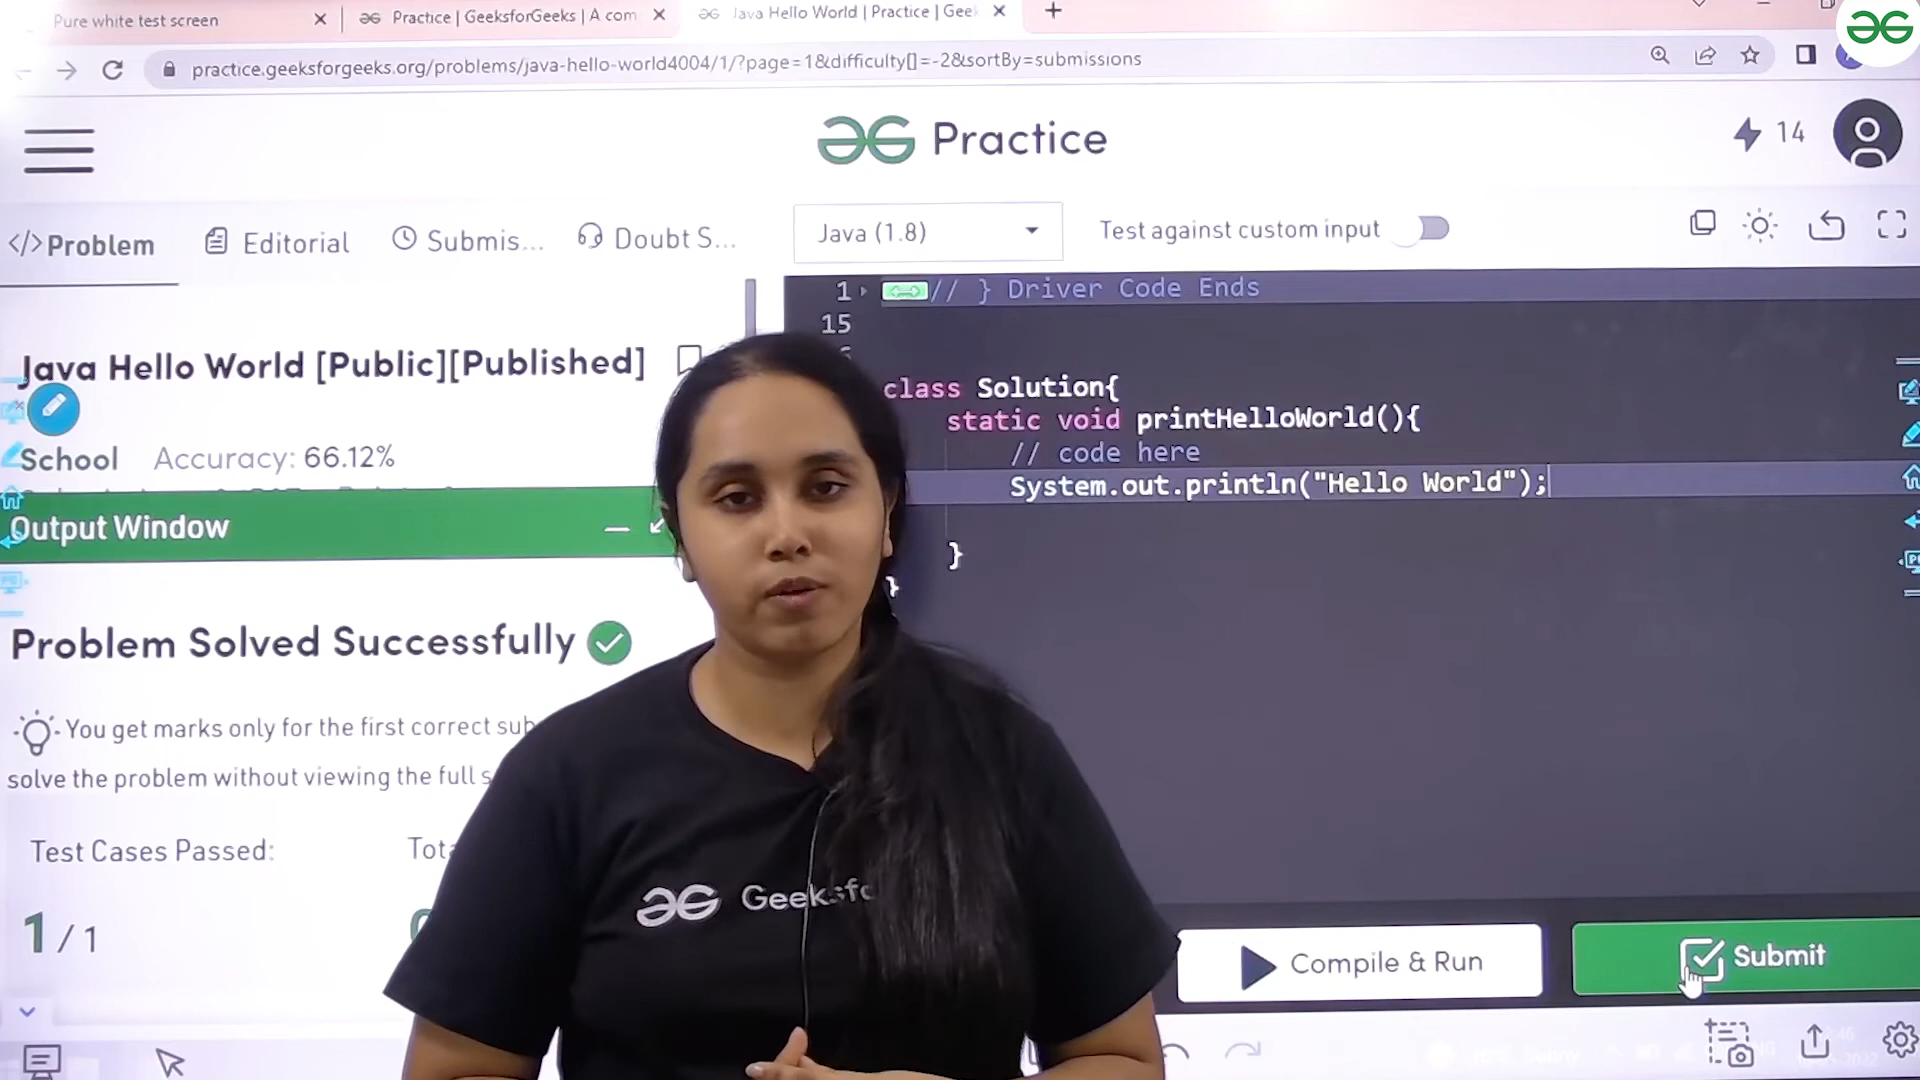 Pure white test screen
Practice | GeeksforGeeks | A com
Java Hello World | Practice | Gee
practice.geeksforgeeks.org/problems/java-hello-world4004/1/?page=1&difficulty[]=-2&sortBy=submissions
Practice
14
</>Problem
Editorial
Submis...
Doubt S...
Java (1.8)
Test against custom input
1 // } Driver Code Ends
15
Java Hello World [Public][Published]
class Solution{
static void printHelloWorld(){
// code here
System.out.println("Hello World");
}
}
School
Accuracy: 66.12%
Output Window
Problem Solved Successfully
You get marks only for the first correct sub
solve the problem without viewing the full s
Test Cases Passed:
Tota
1 / 1
Geeksfo
Compile & Run
Submit